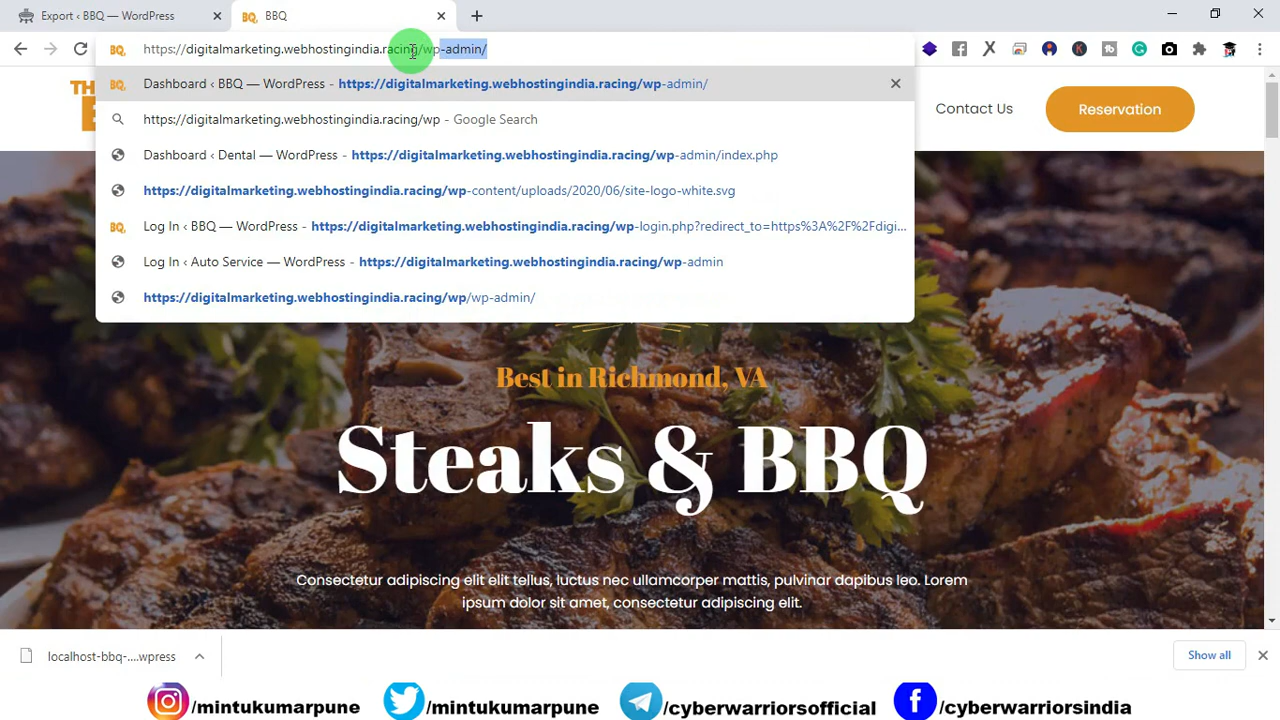 Export ‹ BBQ — WordPress
BBQ
https://digitalmarketing.webhostingindia.racing/wp-admin/
Dashboard ‹ BBQ — WordPress - https://digitalmarketing.webhostingindia.racing/wp-admin/
https://digitalmarketing.webhostingindia.racing/wp - Google Search
Dashboard ‹ Dental — WordPress - https://digitalmarketing.webhostingindia.racing/wp-admin/index.php
https://digitalmarketing.webhostingindia.racing/wp-content/uploads/2020/06/site-logo-white.svg
Log In ‹ BBQ — WordPress - https://digitalmarketing.webhostingindia.racing/wp-login.php?redirect_to=https%3A%2F%2Fdigi...
Log In ‹ Auto Service — WordPress - https://digitalmarketing.webhostingindia.racing/wp-admin
https://digitalmarketing.webhostingindia.racing/wp/wp-admin/
Contact Us
Reservation
Best in Richmond, VA
Steaks & BBQ
Consectetur adipiscing elit elit tellus, luctus nec ullamcorper mattis, pulvinar dapibus leo. Lorem
ipsum dolor sit amet, consectetur adipiscing elit.
localhost-bbq-....wpress
Show all
/mintukumarpune
/mintukumarpune
/cyberwarriorsofficial
/cyberwarriorsindia